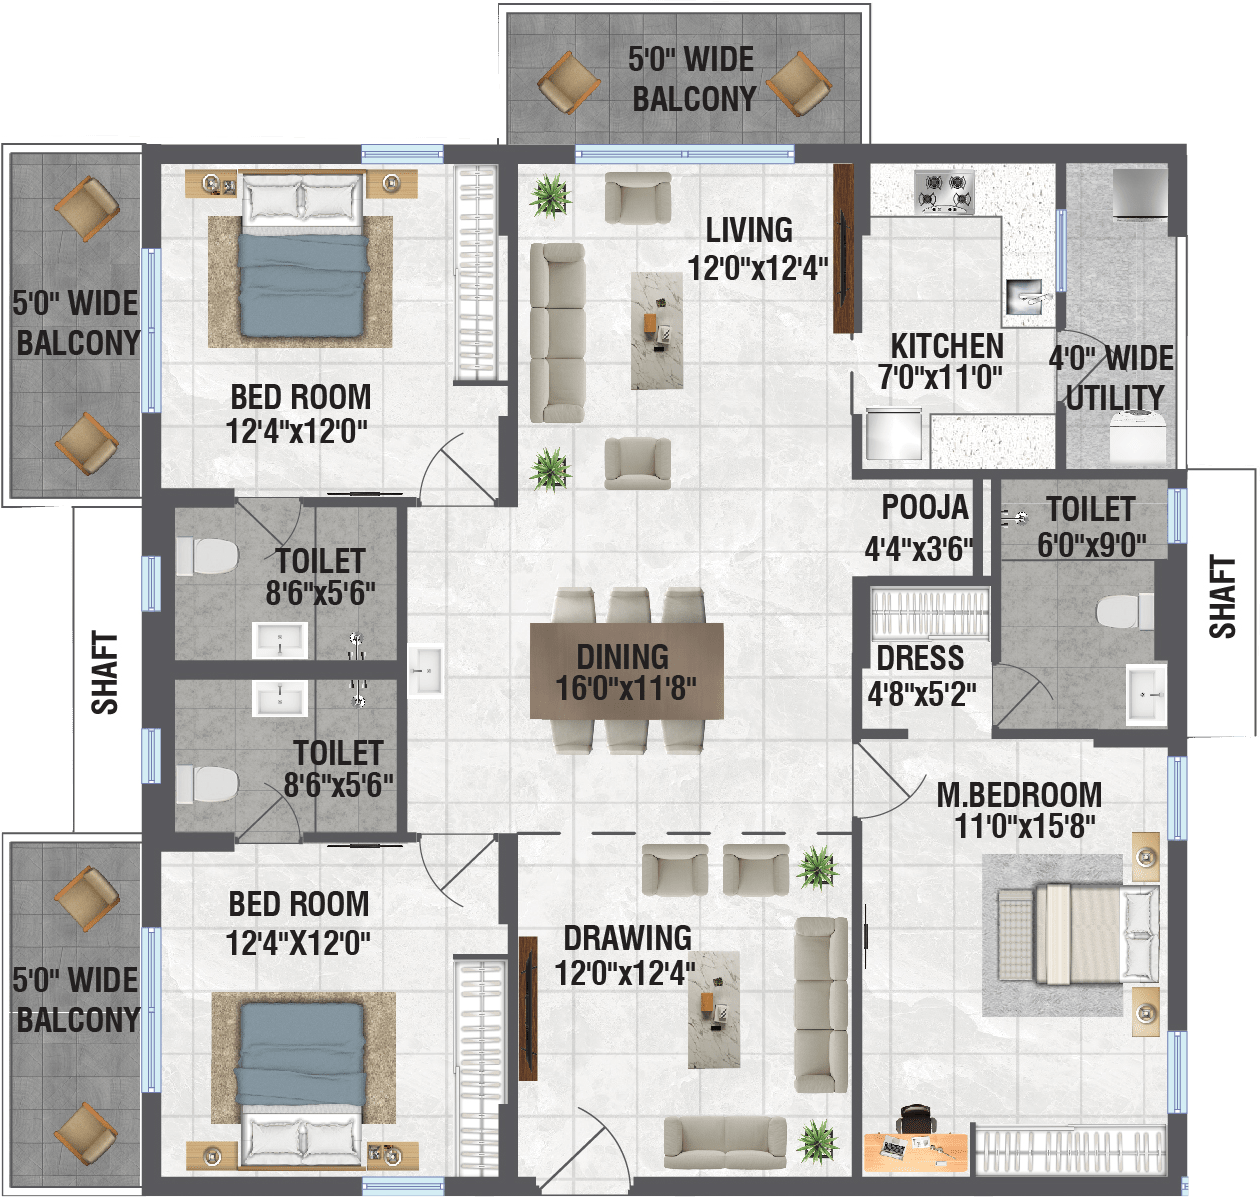 5'0" WIDE
BALCONY
5'0" WIDE
BALCONY
BED ROOM
12'4"x12'0"
LIVING
12'0"x12'4"
KITCHEN
7'0"x11'0"
4'0" WIDE
UTILITY
TOILET
8'6"x5'6"
POOJA
4'4"x3'6"
TOILET
6'0"x9'0"
SHAFT
SHAFT
DINING
16'0"x11'8"
DRESS
4'8"x5'2"
TOILET
8'6"x5'6"
M.BEDROOM
11'0"x15'8"
5'0" WIDE
BALCONY
BED ROOM
12'4"X12'0"
DRAWING
12'0"x12'4"